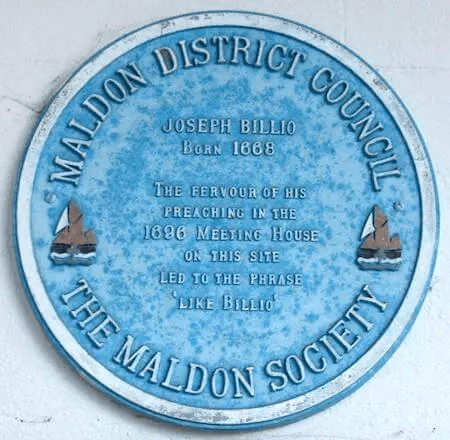 MALDON DISTRICT COUNCIL
JOSEPH BILLIO
BORN 1668
THE FERVOUR OF HIS
PREACHING IN THE
1696 MEETING HOUSE
ON THIS SITE
LED TO THE PHRASE
'LIKE BILLIO'
THE MALDON SOCIETY